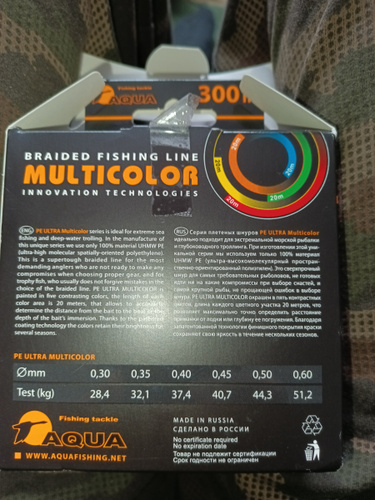 Fishing tackle
AQUA
300
BRAIDED FISHING LINE
MULTICOLOR
INNOVATION TECHNOLOGIES
20m
20m
20m
20m
ENG PE ULTRA Multicolor series is ideal for extreme sea
fishing and deep-water trolling. In the manufacture of
this unique series we use only 100% material UHMW PE
(ultra-high molecular spatially-oriented polyethylene).
This is a supertough braided line for the most
demanding anglers who are not ready to make any
compromises when choosing proper gear, and for
trophy fish, who usually does not forgive mistakes in the
choice of the braided line. PE ULTRA MULTICOLOR is
painted in five contrasting colors, the length of each
color area is 20 meters, that allows to accurately
determine the distance from the bait to the boat or the
depth of the bait's immersion. Thanks to the patented
coating technology the colors retain their brightness for
several seasons.
RUS Серия плетеных шнуров PE ULTRA Multicolor
идеально подходит для экстремальной морской рыбалки
и глубоководного троллинга. При изготовлении этой уни-
кальной серии мы используем только 100% материал
UHMW PE (ультра-высокомолекулярный пространс-
твенно-ориентированный полиэтилен). Это сверхпрочный
шнур для самых требовательных рыболовов, не готовых
идти ни на какие компромиссы при выборе снастей, и
самой крупной рыбы, не прощающей ошибок в выборе
шнура. PE ULTRA MULTICOLOR окрашен в пять контрастных
цветов, длина каждого цветного участка 20 метров, что
позволяет максимально точно определить расстояние
приманки от лодки или глубину ее погружения. Благодаря
запатентованной технологии финишного покрытия краски
сохраняют свою яркость в течение нескольких сезонов.
PE ULTRA MULTICOLOR
Ømm 0,30 0,35 0,40 0,45 0,50 0,60
Test (kg) 28,4 32,1 37,4 40,7 44,3 51,2
Fishing tackle
AQUA
WWW.AQUAFISHING.NET
MADE IN RUSSIA
СДЕЛАНО В РОССИИ
No certificate required
No expiration date
Товар не подлежит сертификации
Срок годности не ограничен